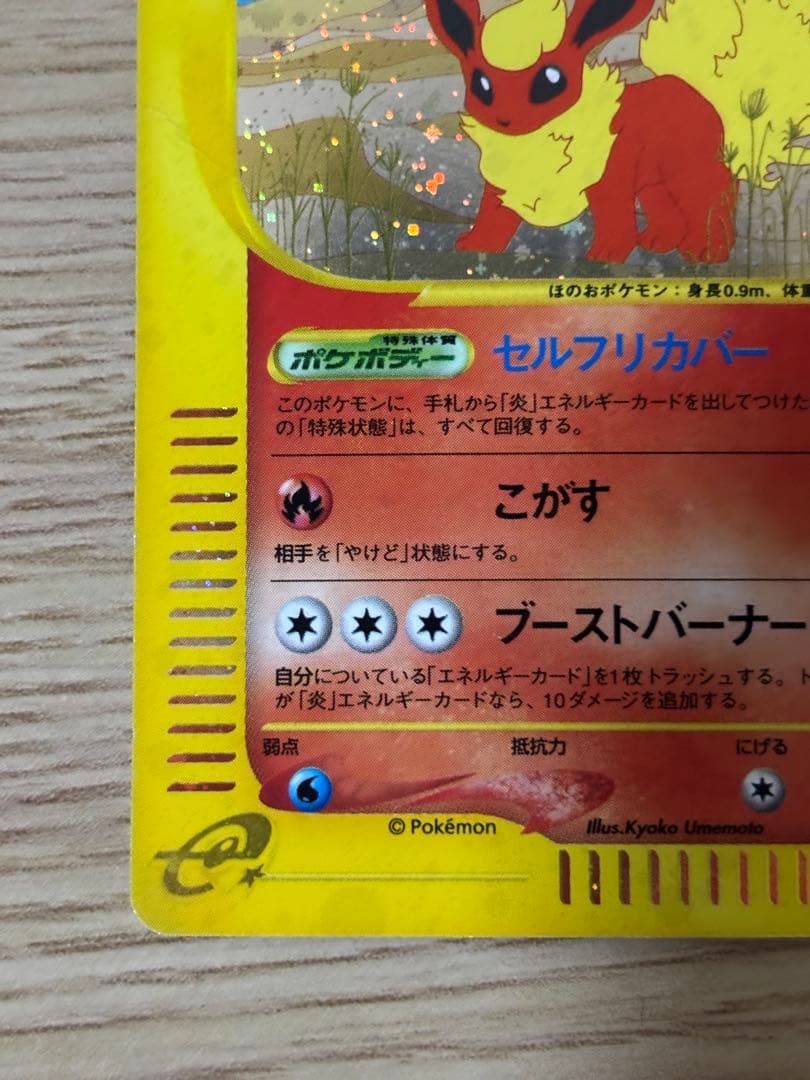 ほのおポケモン：身長0.9m、体重
特殊体質
ポケボディー セルフリカバー
このポケモンに、手札から「炎」エネルギーカードを出してつけた
の「特殊状態」は、すべて回復する。
こがす
相手を「やけど」状態にする。
ブーストバーナー
自分についている「エネルギーカード」を1枚トラッシュする。ト
が「炎」エネルギーカードなら、10ダメージを追加する。
弱点 抵抗力 にげる
© Pokémon Illus.Kyoko Umemoto
e